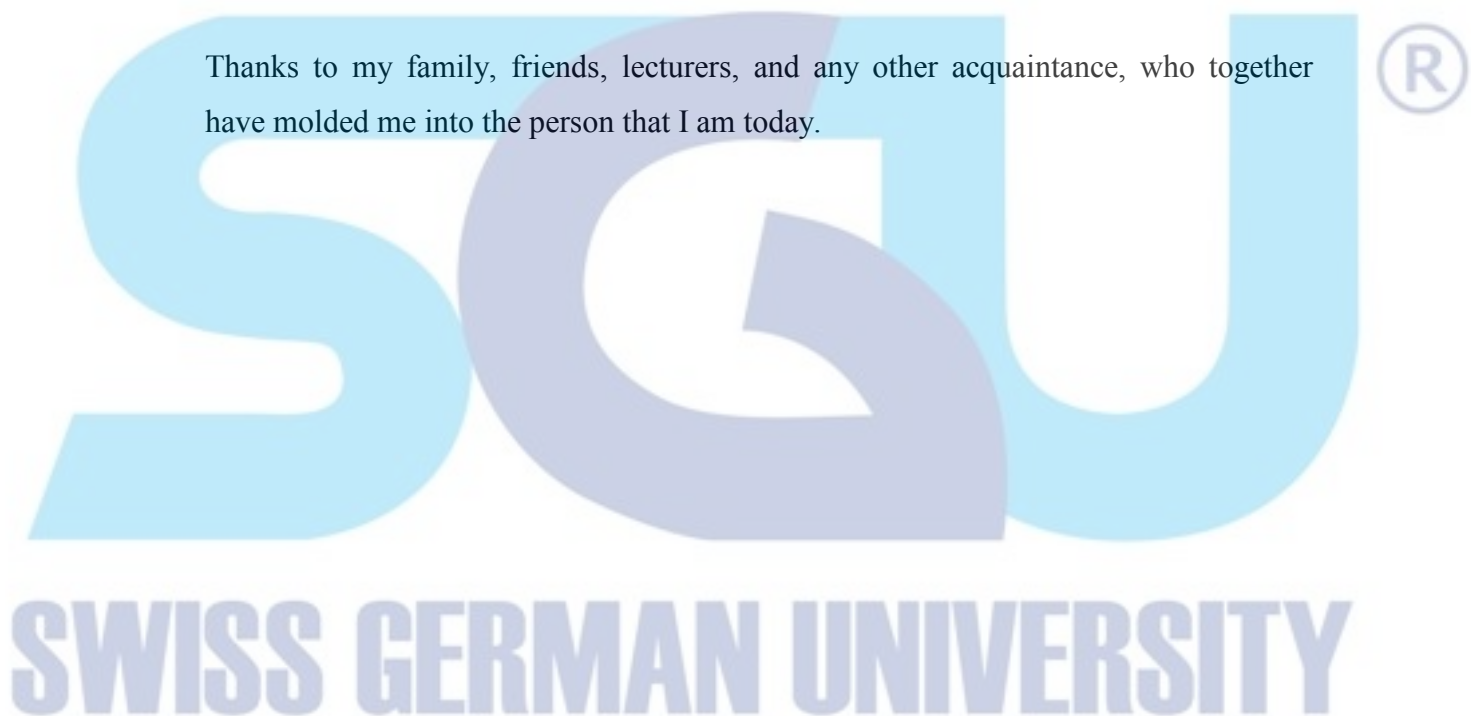 Thanks to my family, friends, lecturers, and any other acquaintance, who together
have molded me into the person that I am today.
SGU ®
SWISS GERMAN UNIVERSITY